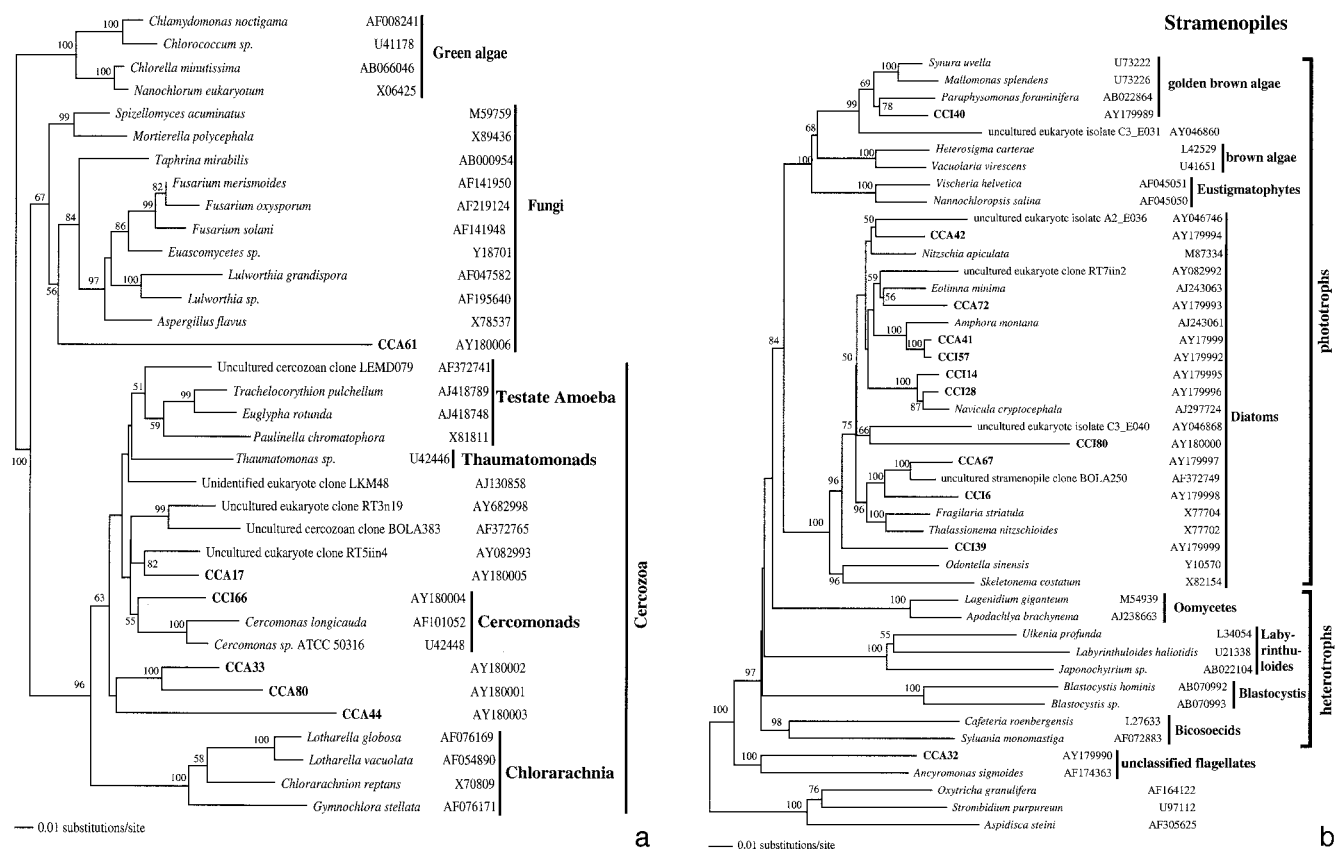 Chlamydomonas noctigama AF008241
Chlorococcum sp. U41178
Chlorella minutissima AB066046
Nanochlorum eukaryotum X06425
Green algae
100
100
100
Spizellomyces acuminatus M59759
Mortierella polycephala X89436
Taphrina mirabilis AB000954
Fusarium merismoides AF141950
Fusarium oxysporum AF219124
Fusarium solani AF141948
Euascomycetes sp. Y18701
Lulworthia grandispora AF047582
Lulworthia sp. AF195640
Aspergillus flavus X78537
CCA61 AY180006
Fungi
99
82
99
67
84
86
97
100
56
Uncultured cercozoan clone LEMD079 AF372741
Trachelocorythion pulchellum AJ418789
Euglypha rotunda AJ418748
Paulinella chromatophora X81811
Testate Amoeba
Thaumatomonas sp. U42446
Thaumatomonads
Unidentified eukaryote clone LKM48 AJ130858
Uncultured eukaryote clone RT3n19 AY682998
Uncultured cercozoan clone BOLA383 AF372765
Uncultured eukaryote clone RT5iin4 AY082993
CCA17 AY180005
CCI66 AY180004
Cercomonas longicauda AF101052
Cercomonas sp. ATCC 50316 U42448
Cercomonads
CCA33 AY180002
CCA80 AY180001
CCA44 AY180003
Lotharella globosa AF076169
Lotharella vacuolata AF054890
Chlorarachnion reptans X70809
Gymnochlora stellata AF076171
Chlorarachnia
Cercozoa
51
99
59
100
99
82
63
55
100
100
96
100
58
100
0.01 substitutions/site
a
Stramenopiles
Synura uvella U73222
Mallomonas splendens U73226
Paraphysomonas foraminifera AB022864
CCI40 AY179989
golden brown algae
uncultured eukaryote isolate C3_E031 AY046860
Heterosigma carterae L42529
Vacuolaria virescens U41651
brown algae
Vischeria helvetica AF045051
Nannochloropsis salina AF045050
Eustigmatophytes
100
69
99
78
68
100
100
100
uncultured eukaryote isolate A2_E036 AY046746
CCA42 AY179994
Nitzschia apiculata M87334
uncultured eukaryote clone RT7iin2 AY082992
Eolimna minima AJ243063
CCA72 AY179993
Amphora montana AJ243061
CCA41 AY17999
CCI57 AY179992
CCI14 AY179995
CCI28 AY179996
Navicula cryptocephala AJ297724
uncultured eukaryote isolate C3_E040 AY046868
CCI80 AY180000
CCA67 AY179997
uncultured stramenopile clone BOLA250 AF372749
CCI6 AY179998
Fragilaria striatula X77704
Thalassionema nitzschioides X77702
CCI39 AY179999
Odontella sinensis Y10570
Skeletonema costatum X82154
Diatoms
phototrophs
50
59
56
100
100
84
50
100
87
75
66
100
100
96
96
100
100
96
Lagenidium giganteum M54939
Apodachlya brachynema AJ238663
Oomycetes
Ulkenia profunda L34054
Labyrinthuloides haliotidis U21338
Japonochytrium sp. AB022104
Laby-
rinthu-
loides
Blastocystis hominis AB070992
Blastocystis sp. AB070993
Blastocystis
Cafeteria roenbergensis L27633
Syluania monomastiga AF072883
Bicosoecids
heterotrophs
CCA32 AY179990
Ancyromonas sigmoides AF174363
unclassified flagellates
Oxytricha granulifera AF164122
Strombidium purpureum U97112
Aspidisca steini AF305625
100
55
100
97
100
98
100
100
76
100
0.01 substitutions/site
b